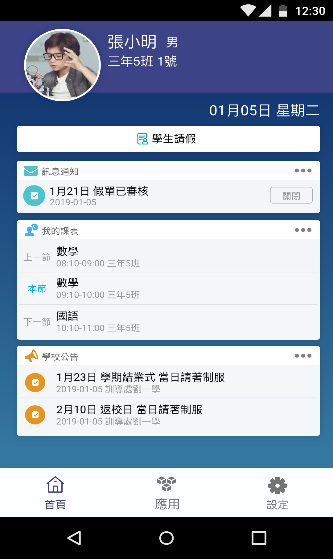 12:30
張小明 男
三年5班 1號
01月05日 星期二
學生請假
訊息通知
1月21日 假單已審核
2019-01-05
關閉
我的課表
上一節
數學
08:10-09:00 三年5班
本節
數學
09:10-10:00 三年5班
下一節
國語
10:10-11:00 三年5班
學校公告
1月23日 學期結業式 當日請著制服
2019-01-05 訓導處劉一學
2月10日 返校日 當日請著制服
2019-01-05 訓導處劉一學
首頁
應用
設定